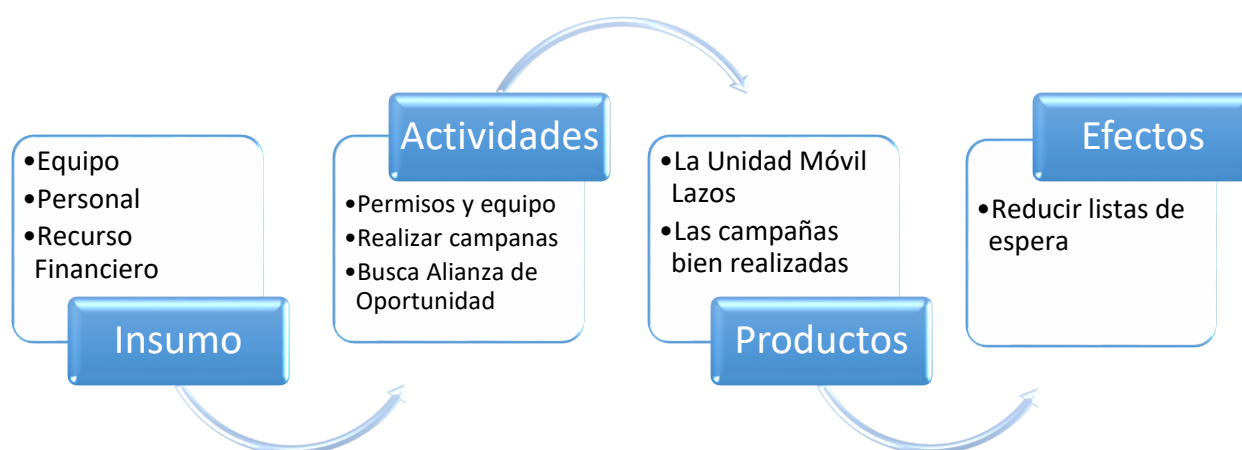 •Equipo
•Personal
•Recurso
Financiero
Insumo
Actividades
•Permisos y equipo
•Realizar campanas
•Busca Alianza de
Oportunidad
•La Unidad Móvil
Lazos
•Las campañas
bien realizadas
Productos
Efectos
•Reducir listas de
espera